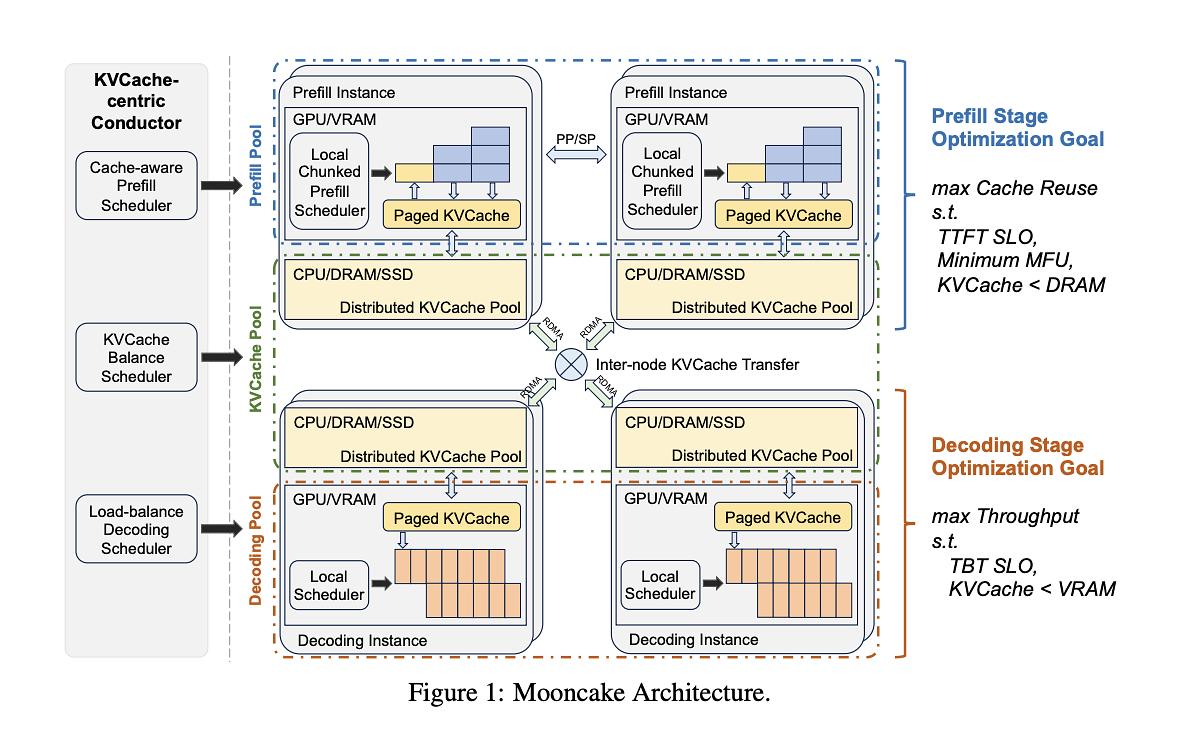 KVCache-
centric
Conductor
Cache-aware
Prefill
Scheduler
KVCache
Balance
Scheduler
Load-balance
Decoding
Scheduler
Prefill Pool
KVCache Pool
Decoding Pool
Prefill Instance
GPU/VRAM
Local
Chunked
Prefill
Scheduler
Paged KVCache
CPU/DRAM/SSD
Distributed KVCache Pool
PP/SP
Prefill Instance
GPU/VRAM
Local
Chunked
Prefill
Scheduler
Paged KVCache
CPU/DRAM/SSD
Distributed KVCache Pool
RDMA
RDMA
Inter-node KVCache Transfer
RDMA
RDMA
CPU/DRAM/SSD
Distributed KVCache Pool
GPU/VRAM
Paged KVCache
Local
Scheduler
Decoding Instance
CPU/DRAM/SSD
Distributed KVCache Pool
GPU/VRAM
Paged KVCache
Local
Scheduler
Decoding Instance
Prefill Stage
Optimization Goal
max Cache Reuse
s.t.
TTFT SLO,
Minimum MFU,
KVCache < DRAM
Decoding Stage
Optimization Goal
max Throughput
s.t.
TBT SLO,
KVCache < VRAM
Figure 1: Mooncake Architecture.